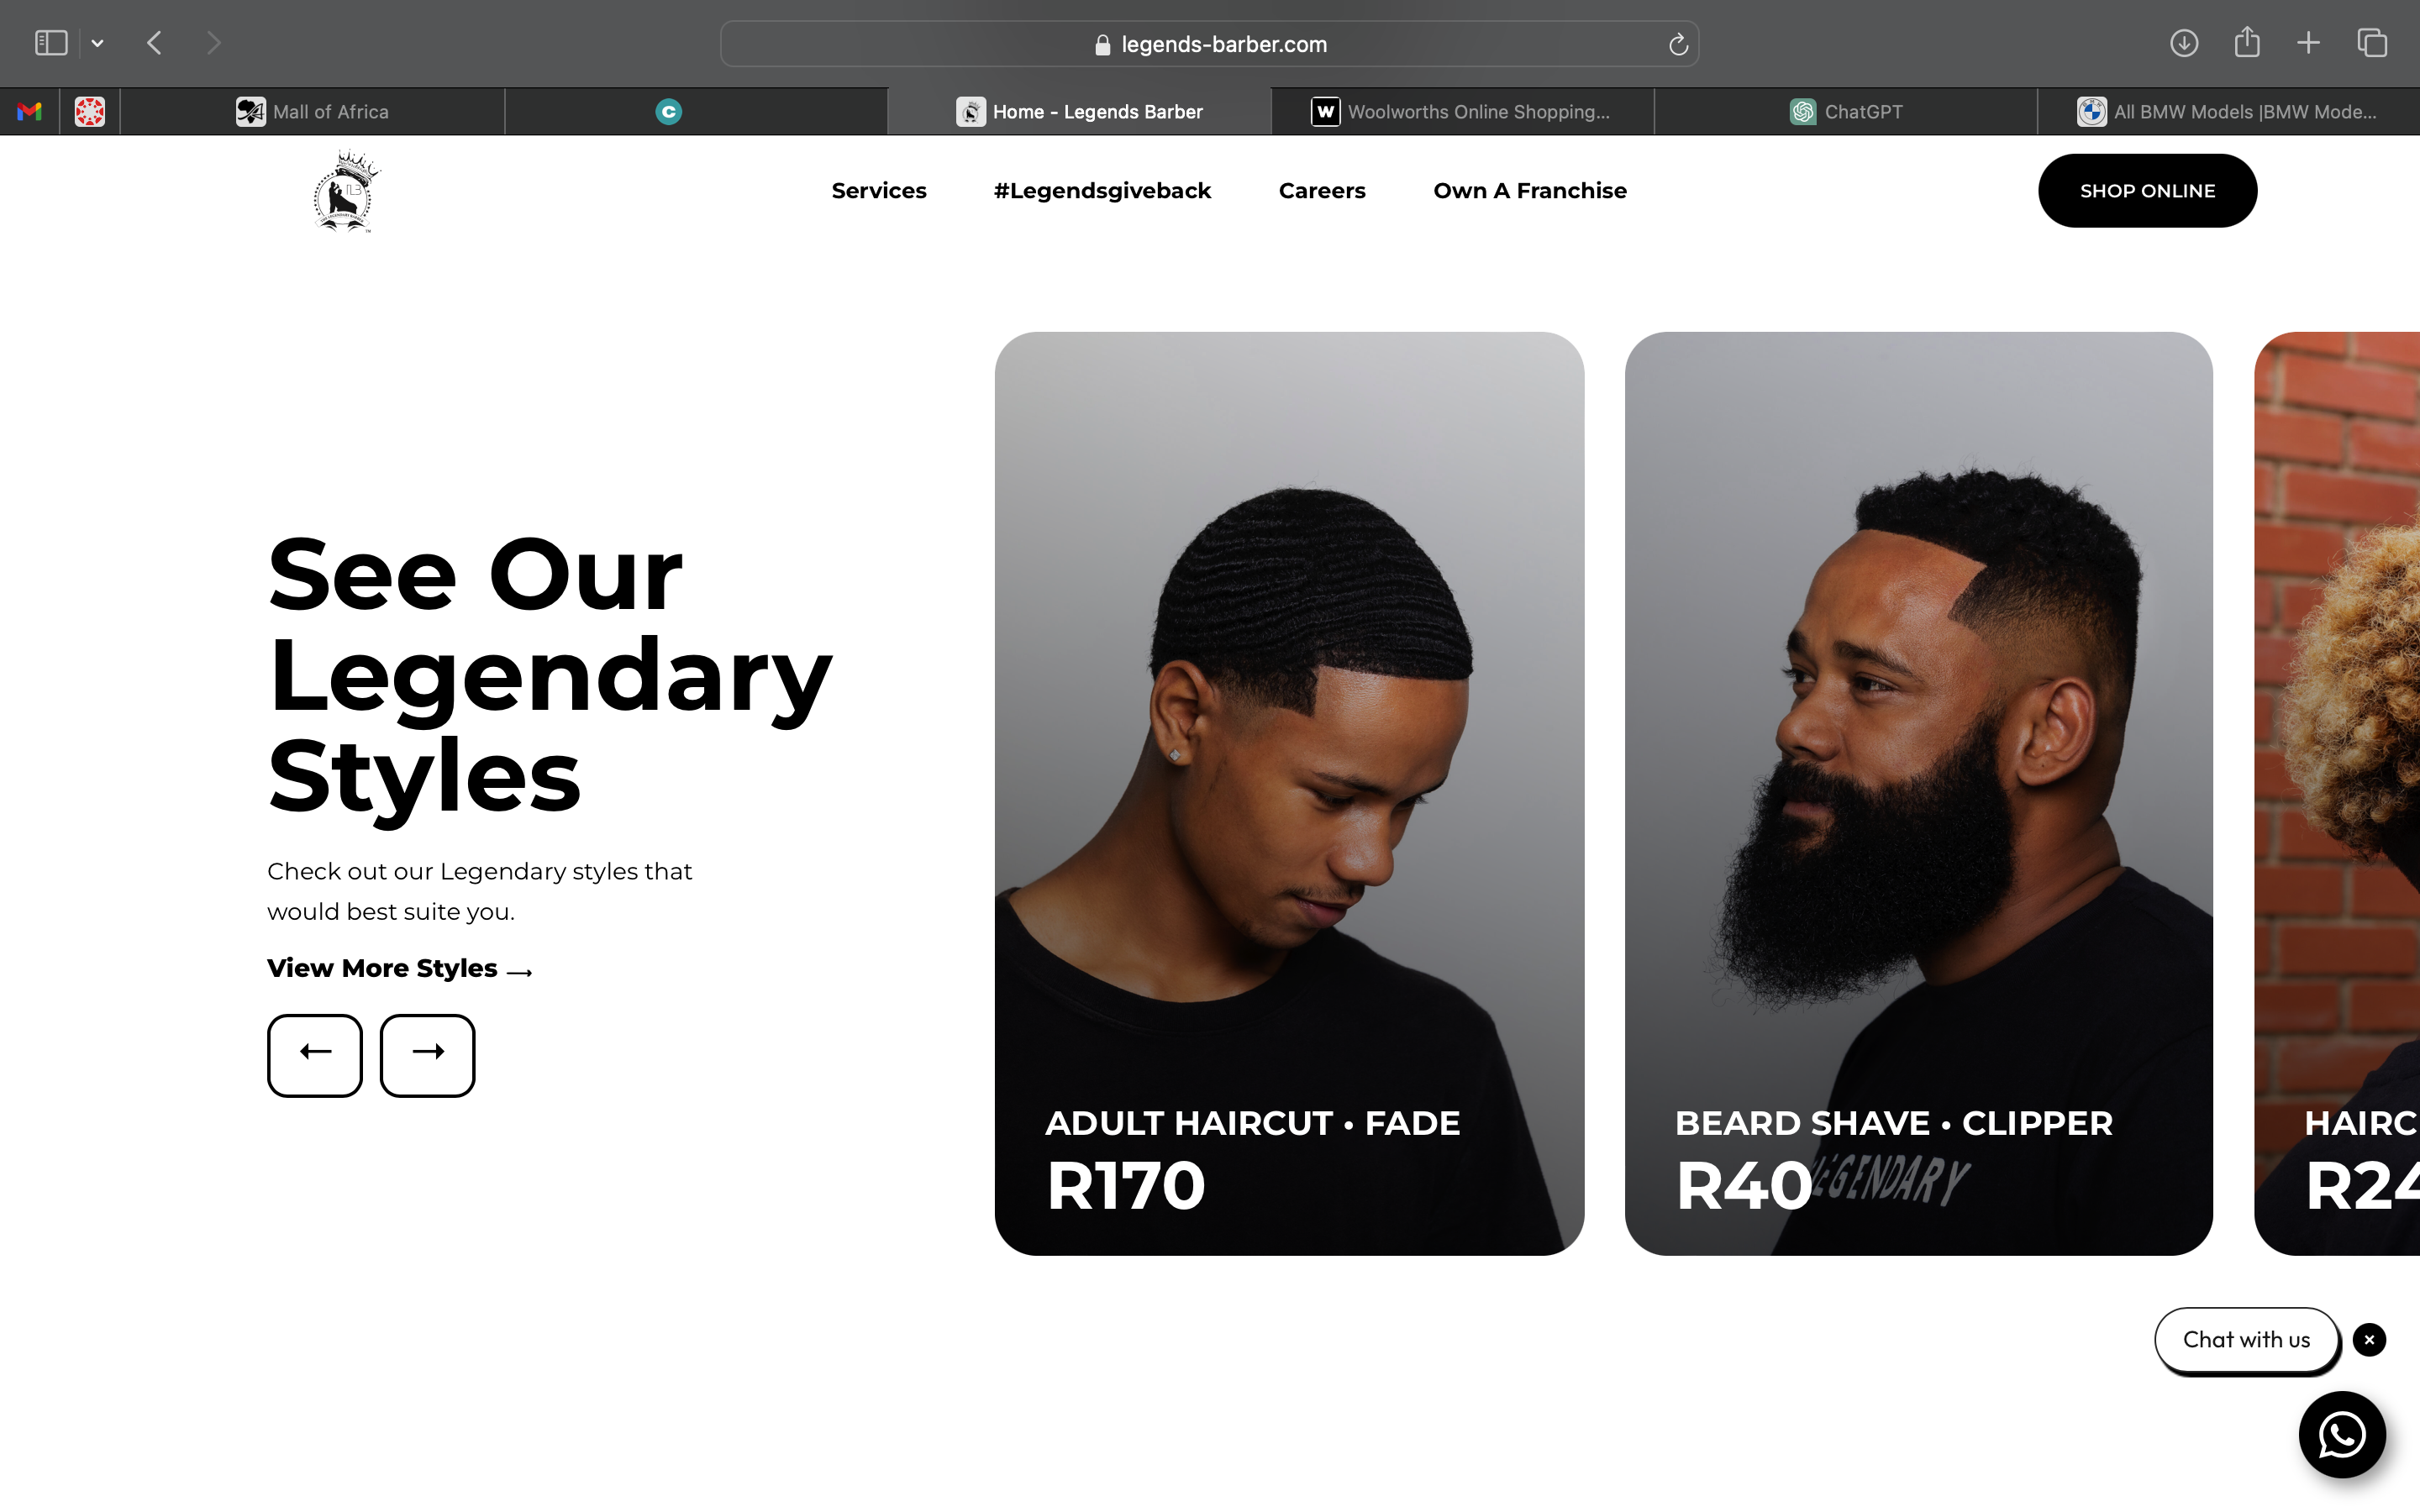 legends-barber.com
Mall of Africa
C
Home - Legends Barber
W
Woolworths Online Shopping...
ChatGPT
All BMW Models |BMW Mode...
Services
#Legendsgiveback
Careers
Own A Franchise
SHOP ONLINE
See Our
Legendary
Styles
Check out our Legendary styles that
would best suite you.
View More Styles →
← →
ADULT HAIRCUT • FADE
R170
BEARD SHAVE • CLIPPER
R40
LEGENDARY
HAIRC
R24
Chat with us